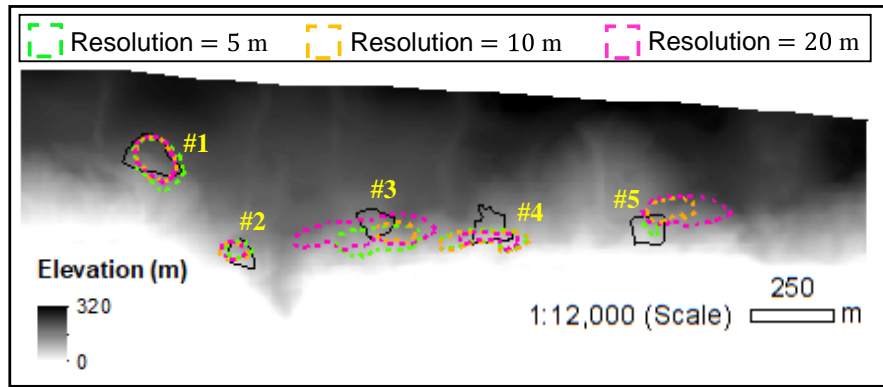 Resolution = 5 m Resolution = 10 m Resolution = 20 m
#1
#2
#3
#4
#5
Elevation (m)
320
0
250
1:12,000 (Scale) m